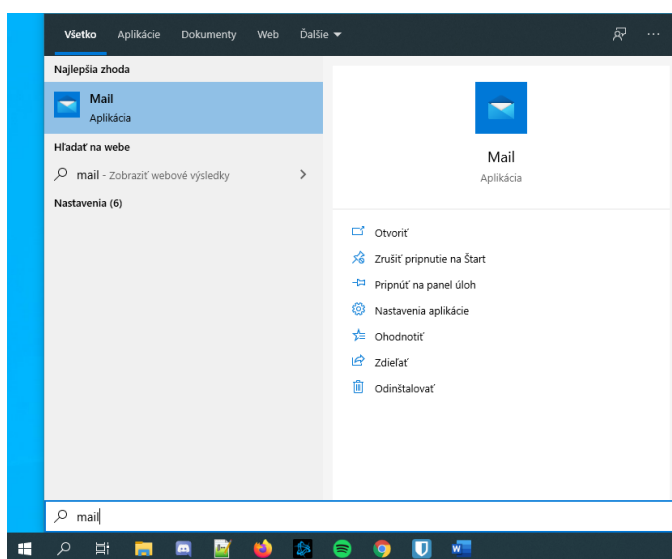 Všetko Aplikácie Dokumenty Web Ďalšie
Najlepšia zhoda
Mail
Aplikácia
Hľadať na webe
mail - Zobraziť webové výsledky
Nastavenia (6)
Mail
Aplikácia
Otvoriť
Zrušiť pripnutie na Štart
Pripnúť na panel úloh
Nastavenia aplikácie
Ohodnotiť
Zdieľať
Odinštalovať
mail